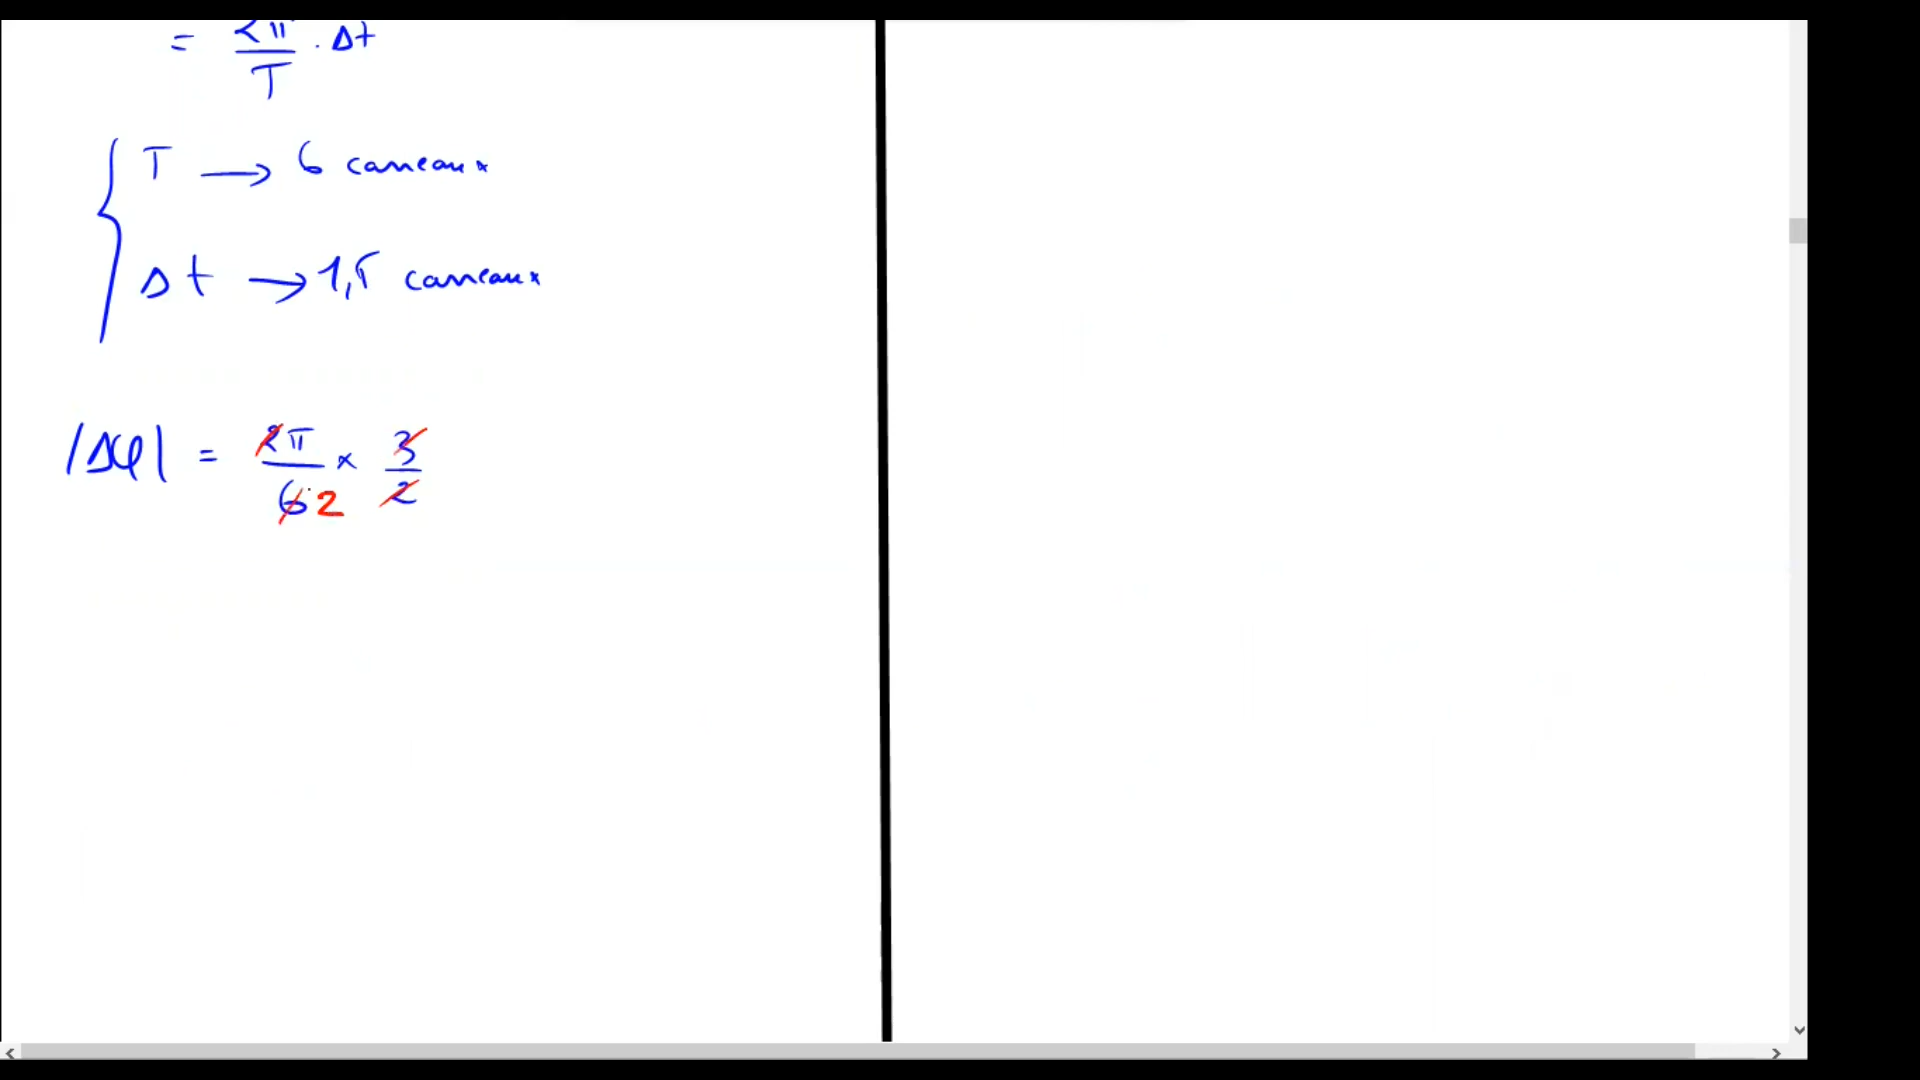 = 2π/T . Δt
T → 6 carreaux
Δt → 1,5 carreaux
|Δφ| = 2π/6 2 × 3/2